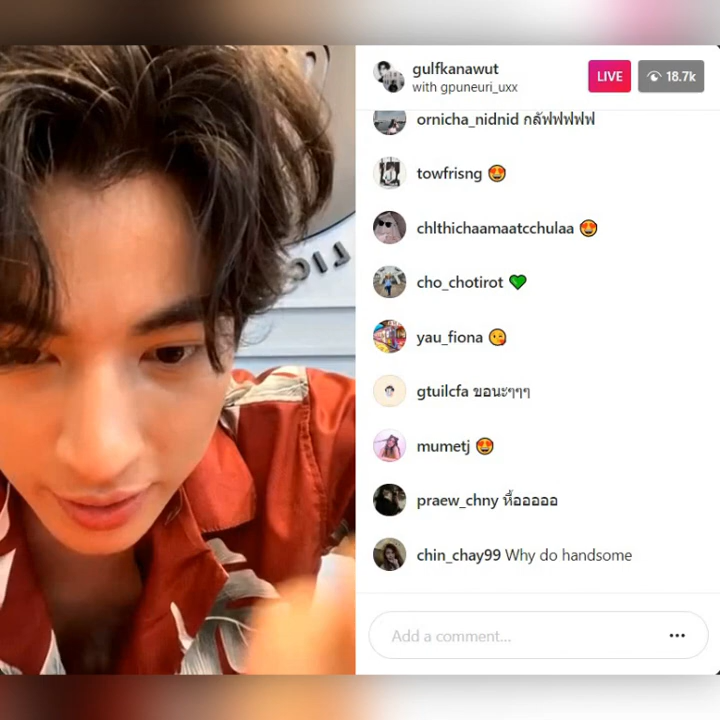 gulfkanawut
with gpuneuri_uxx
LIVE
18.7k
ornicha_nidnid กลัฟฟฟฟฟ
towfrisng 😍
chlthichaamaatcchulaa 😍
cho_chotirot 💚
yau_fiona 😘
gtuilcfa ขอนะๆๆๆ
mumetj 😍
praew_chny หื้อออออ
chin_chay99 Why do handsome
Add a comment...